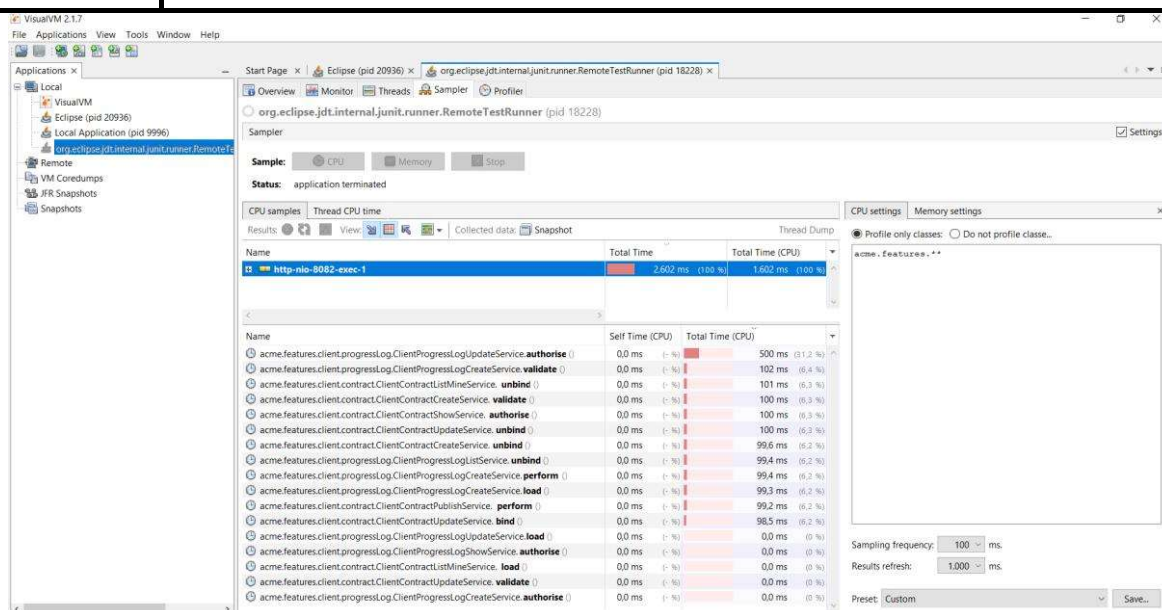 VisualVM 2.1.7
File Applications View Tools Window Help
Applications ×
Start Page × Eclipse (pid 20936) × org.eclipse.jdt.internal.junit.runner.RemoteTestRunner (pid 18228) ×
Local
VisualVM
Eclipse (pid 20936)
Local Application (pid 9996)
org.eclipse.jdt.internal.junit.runner.RemoteTe
Remote
VM Coredumps
JFR Snapshots
Snapshots
Overview Monitor Threads Sampler Profiler
org.eclipse.jdt.internal.junit.runner.RemoteTestRunner (pid 18228)
Sampler Settings
Sample: CPU Memory Stop
Status: application terminated
CPU samples Thread CPU time
Results: View: Collected data: Snapshot Thread Dump
Name Total Time Total Time (CPU)
http-nio-8082-exec-1 2.602 ms (100 %) 1.602 ms (100 %)
Name Self Time (CPU) Total Time (CPU)
acme.features.client.progressLog.ClientProgressLogUpdateService.authorise () 0,0 ms (- %) 500 ms (31,2 %)
acme.features.client.progressLog.ClientProgressLogCreateService.validate () 0,0 ms (- %) 102 ms (6,4 %)
acme.features.client.contract.ClientContractListMineService. unbind () 0,0 ms (- %) 101 ms (6,3 %)
acme.features.client.contract.ClientContractCreateService. validate () 0,0 ms (- %) 100 ms (6,3 %)
acme.features.client.contract.ClientContractShowService. authorise () 0,0 ms (- %) 100 ms (6,3 %)
acme.features.client.contract.ClientContractUpdateService. unbind () 0,0 ms (- %) 100 ms (6,3 %)
acme.features.client.contract.ClientContractCreateService. unbind () 0,0 ms (- %) 99,6 ms (6,2 %)
acme.features.client.progressLog.ClientProgressLogListService. unbind () 0,0 ms (- %) 99,4 ms (6,2 %)
acme.features.client.progressLog.ClientProgressLogCreateService.perform () 0,0 ms (- %) 99,4 ms (6,2 %)
acme.features.client.progressLog.ClientProgressLogCreateService.load () 0,0 ms (- %) 99,3 ms (6,2 %)
acme.features.client.contract.ClientContractPublishService. perform () 0,0 ms (- %) 99,2 ms (6,2 %)
acme.features.client.contract.ClientContractUpdateService. bind () 0,0 ms (- %) 98,5 ms (6,2 %)
acme.features.client.progressLog.ClientProgressLogUpdateService.load () 0,0 ms (- %) 0,0 ms (0 %)
acme.features.client.progressLog.ClientProgressLogShowService. authorise () 0,0 ms (- %) 0,0 ms (0 %)
acme.features.client.contract.ClientContractListMineService. load () 0,0 ms (- %) 0,0 ms (0 %)
acme.features.client.contract.ClientContractUpdateService. validate () 0,0 ms (- %) 0,0 ms (0 %)
acme.features.client.progressLog.ClientProgressLogCreateService.authorise () 0,0 ms (- %) 0,0 ms (0 %)
CPU settings Memory settings ×
Profile only classes: Do not profile classe...
acme.features.**
Sampling frequency: 100 ms.
Results refresh: 1.000 ms.
Preset: Custom Save...